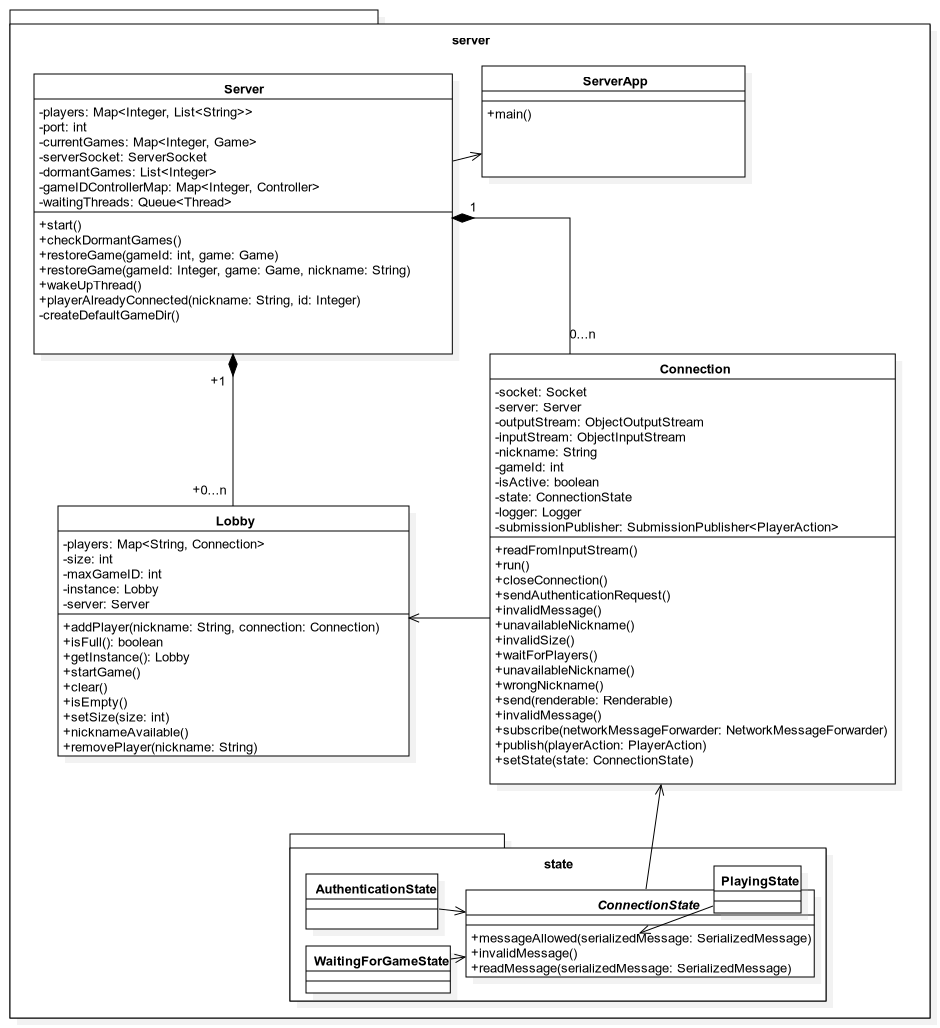 server
Server
-players: Map<Integer, List<String>>
-port: int
-currentGames: Map<Integer, Game>
-serverSocket: ServerSocket
-dormantGames: List<Integer>
-gameIDControllerMap: Map<Integer, Controller>
-waitingThreads: Queue<Thread>
+start()
+checkDormantGames()
+restoreGame(gameId: int, game: Game)
+restoreGame(gameId: Integer, game: Game, nickname: String)
+wakeUpThread()
+playerAlreadyConnected(nickname: String, id: Integer)
-createDefaultGameDir()
ServerApp
+main()
1
0...n
+1
+0...n
Connection
-socket: Socket
-server: Server
-outputStream: ObjectOutputStream
-inputStream: ObjectInputStream
-nickname: String
-gameId: int
-isActive: boolean
-state: ConnectionState
-logger: Logger
-submissionPublisher: SubmissionPublisher<PlayerAction>
+readFromInputStream()
+run()
+closeConnection()
+sendAuthenticationRequest()
+invalidMessage()
+unavailableNickname()
+invalidSize()
+waitForPlayers()
+unavailableNickname()
+wrongNickname()
+send(renderable: Renderable)
+invalidMessage()
+subscribe(networkMessageForwarder: NetworkMessageForwarder)
+publish(playerAction: PlayerAction)
+setState(state: ConnectionState)
Lobby
-players: Map<String, Connection>
-size: int
-maxGameID: int
-instance: Lobby
-server: Server
+addPlayer(nickname: String, connection: Connection)
+isFull(): boolean
+getInstance(): Lobby
+startGame()
+clear()
+isEmpty()
+setSize(size: int)
+nicknameAvailable()
+removePlayer(nickname: String)
state
AuthenticationState
WaitingForGameState
PlayingState
ConnectionState
+messageAllowed(serializedMessage: SerializedMessage)
+invalidMessage()
+readMessage(serializedMessage: SerializedMessage)